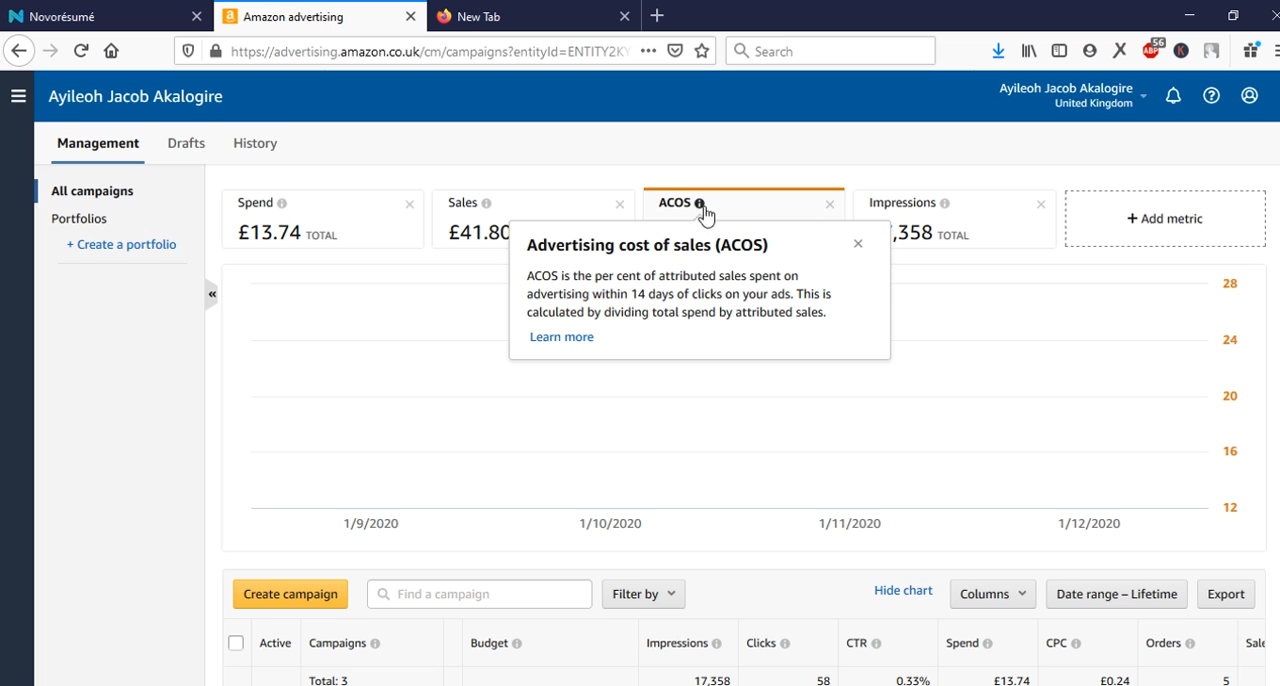 Novorésumé
Amazon advertising
New Tab
https://advertising.amazon.co.uk/cm/campaigns?entityId=ENTITY2K
Search
56
ABP
K
Ayileoh Jacob Akalogire
Ayileoh Jacob Akalogire
United Kingdom
Management
Drafts
History
All campaigns
Portfolios
+ Create a portfolio
Spend
£13.74 TOTAL
Sales
£41.80
ACOS
Impressions
,358 TOTAL
+ Add metric
Advertising cost of sales (ACOS)
ACOS is the per cent of attributed sales spent on
advertising within 14 days of clicks on your ads. This is
calculated by dividing total spend by attributed sales.
Learn more
28
24
20
16
12
1/9/2020
1/10/2020
1/11/2020
1/12/2020
Create campaign
Find a campaign
Filter by
Hide chart
Columns
Date range – Lifetime
Export
Active
Campaigns
Budget
Impressions
Clicks
CTR
Spend
CPC
Orders
Sale
Total: 3
17,358
58
0.33%
£13.74
£0.24
5